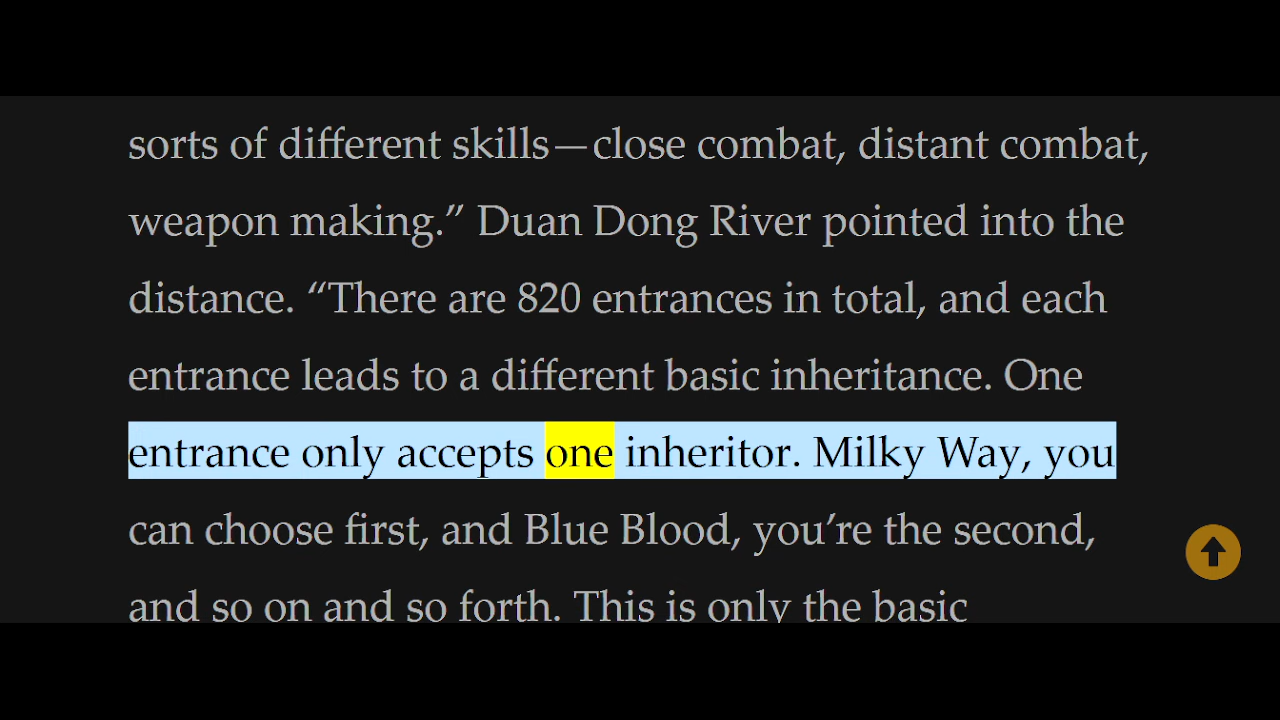 sorts of different skills—close combat, distant combat,
weapon making.” Duan Dong River pointed into the
distance. “There are 820 entrances in total, and each
entrance leads to a different basic inheritance. One
entrance only accepts one inheritor. Milky Way, you
can choose first, and Blue Blood, you’re the second,
and so on and so forth. This is only the basic